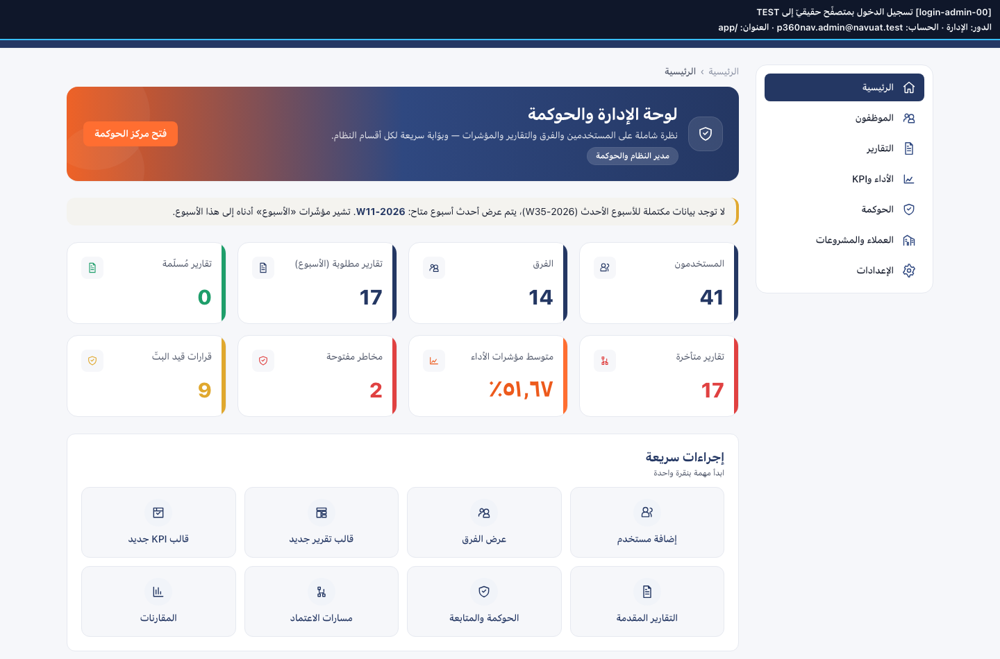 [login-admin-00] تسجيل الدخول بمتصفّح حقيقيّ إلى TEST
الدور: الإدارة · الحساب: p360nav.admin@navuat.test · العنوان: /app
الرئيسية
الموظفون
التقارير
الأداء وKPI
الحوكمة
العملاء والمشروعات
الإعدادات
الرئيسية › الرئيسية
لوحة الإدارة والحوكمة
نظرة شاملة على المستخدمين والفرق والتقارير والمؤشرات — وبوّابة سريعة لكل أقسام النظام.
مدير النظام والحوكمة
فتح مركز الحوكمة
لا توجد بيانات مكتملة للأسبوع الأحدث (2026-W35)، يتم عرض أحدث أسبوع متاح: 2026-W11. تشير مؤشّرات «الأسبوع» أدناه إلى هذا الأسبوع.
المستخدمون
41
الفرق
14
تقارير مطلوبة (الأسبوع)
17
تقارير مُسلّمة
0
تقارير متأخرة
17
متوسط مؤشرات الأداء
٥١,٦٧٪
مخاطر مفتوحة
2
قرارات قيد البتّ
9
إجراءات سريعة
ابدأ مهمة بنقرة واحدة
إضافة مستخدم
عرض الفرق
قالب تقرير جديد
قالب KPI جديد
التقارير المقدمة
الحوكمة والمتابعة
مسارات الاعتماد
المقارنات